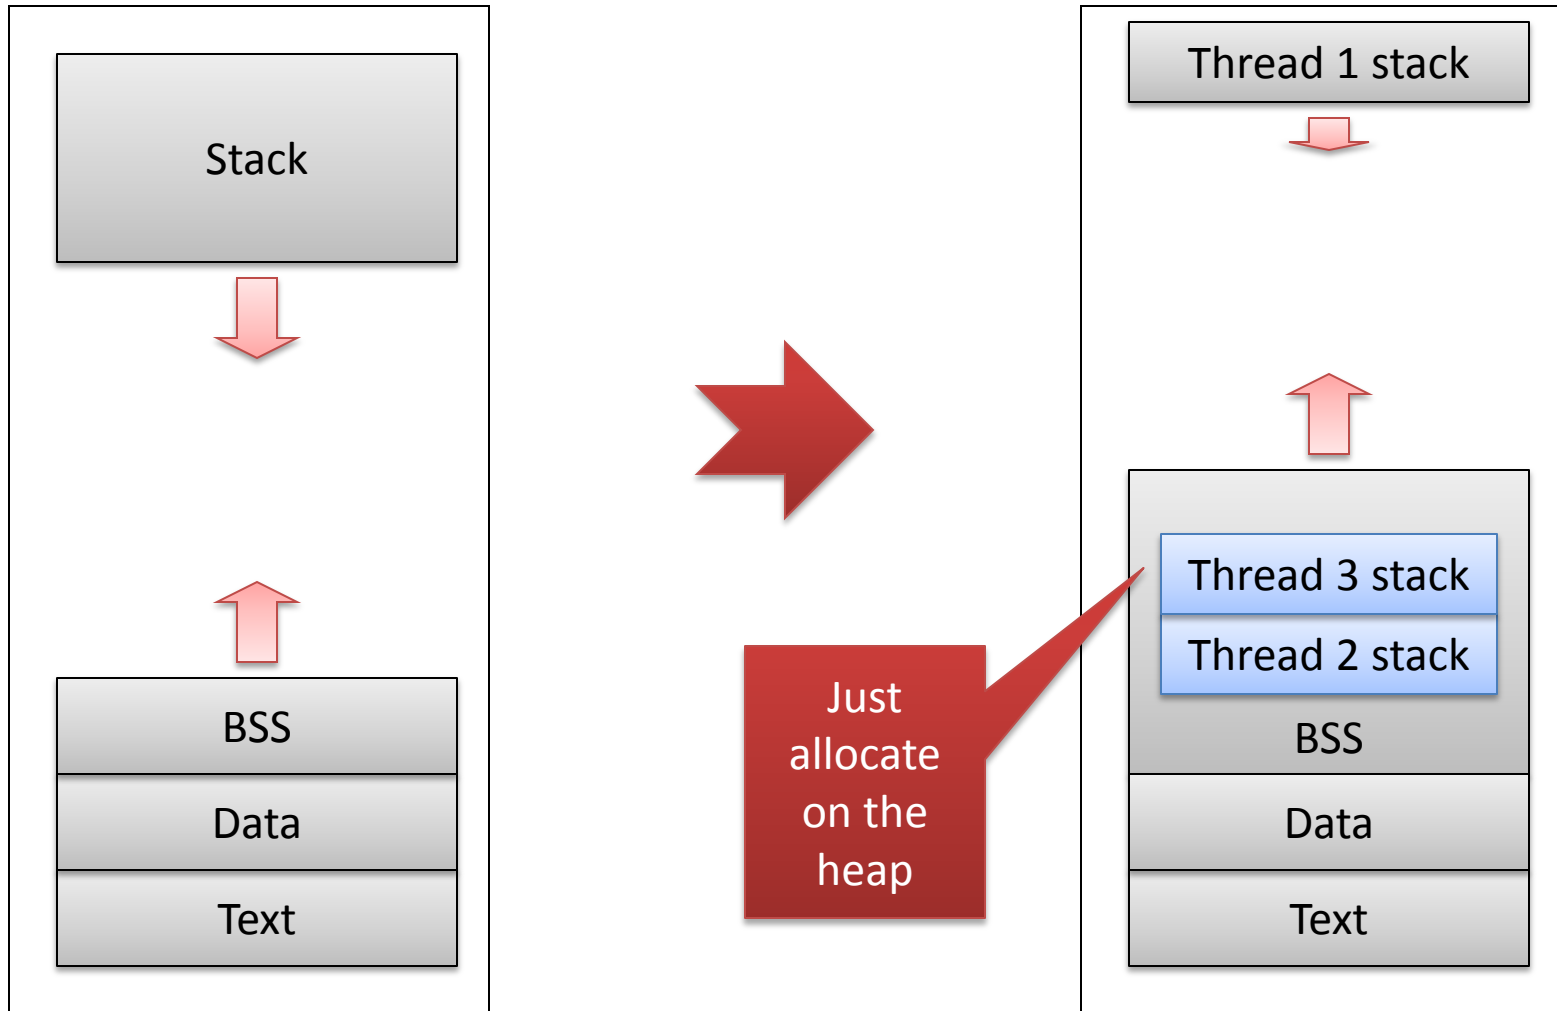 Stack
BSS
Data
Text
Just
allocate
on the
heap
Thread 1 stack
Thread 3 stack
Thread 2 stack
BSS
Data
Text